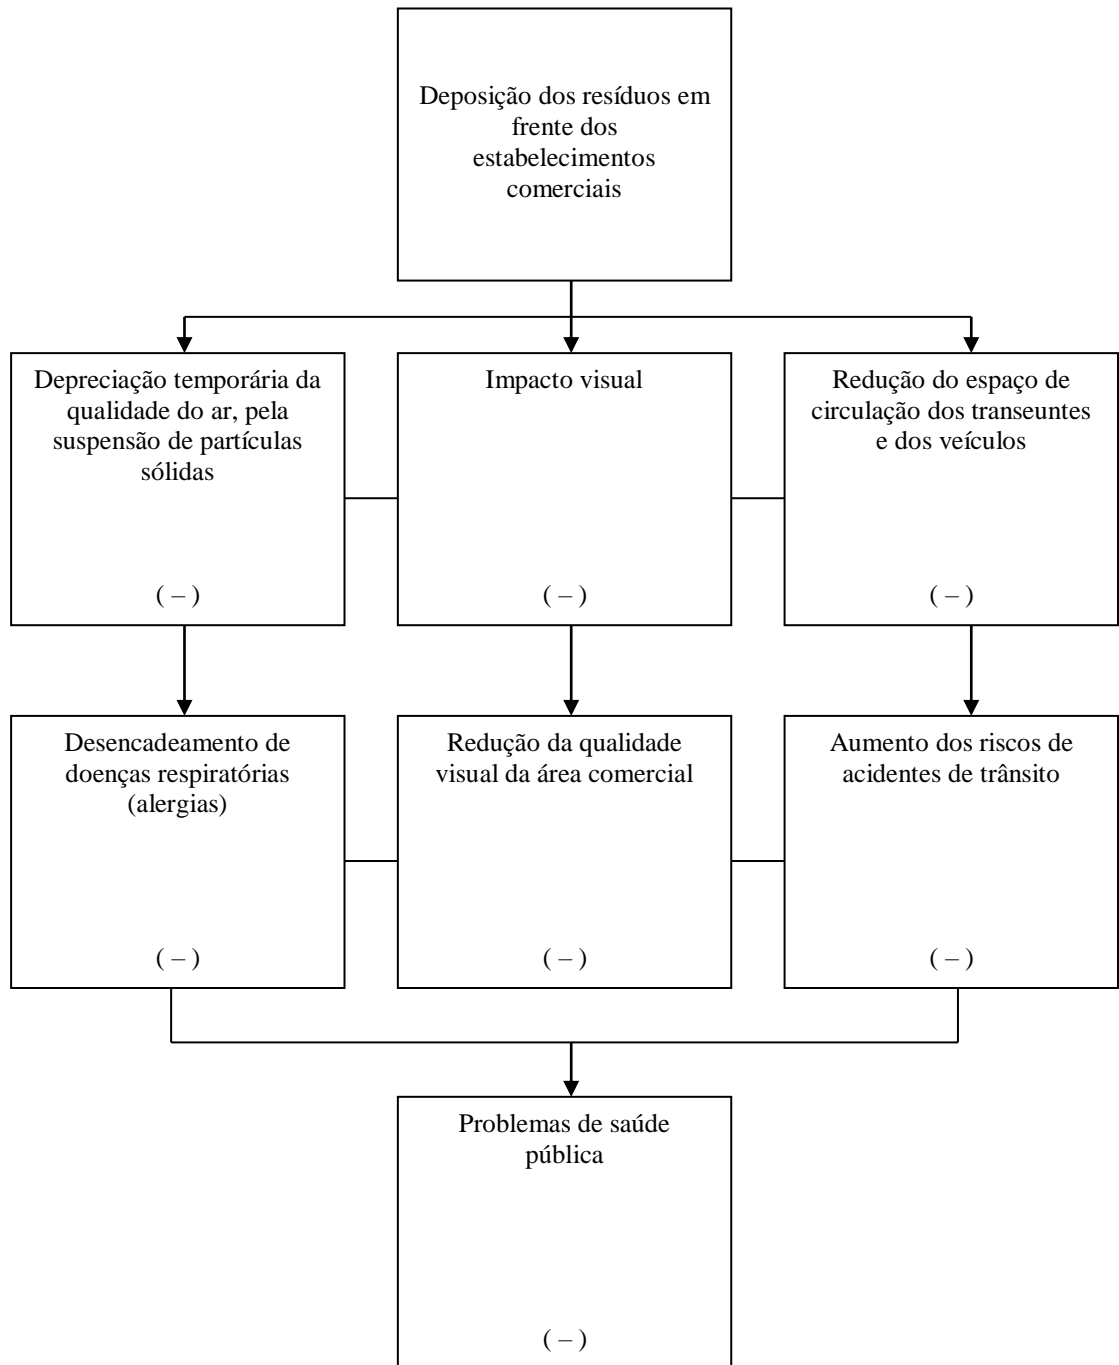 Deposição dos resíduos em
frente dos
estabelecimentos
comerciais
Depreciação temporária da
qualidade do ar, pela
suspensão de partículas
sólidas
( – )
Impacto visual
( – )
Redução do espaço de
circulação dos transeuntes
e dos veículos
( – )
Desencadeamento de
doenças respiratórias
(alergias)
( – )
Redução da qualidade
visual da área comercial
( – )
Aumento dos riscos de
acidentes de trânsito
( – )
Problemas de saúde
pública
( – )